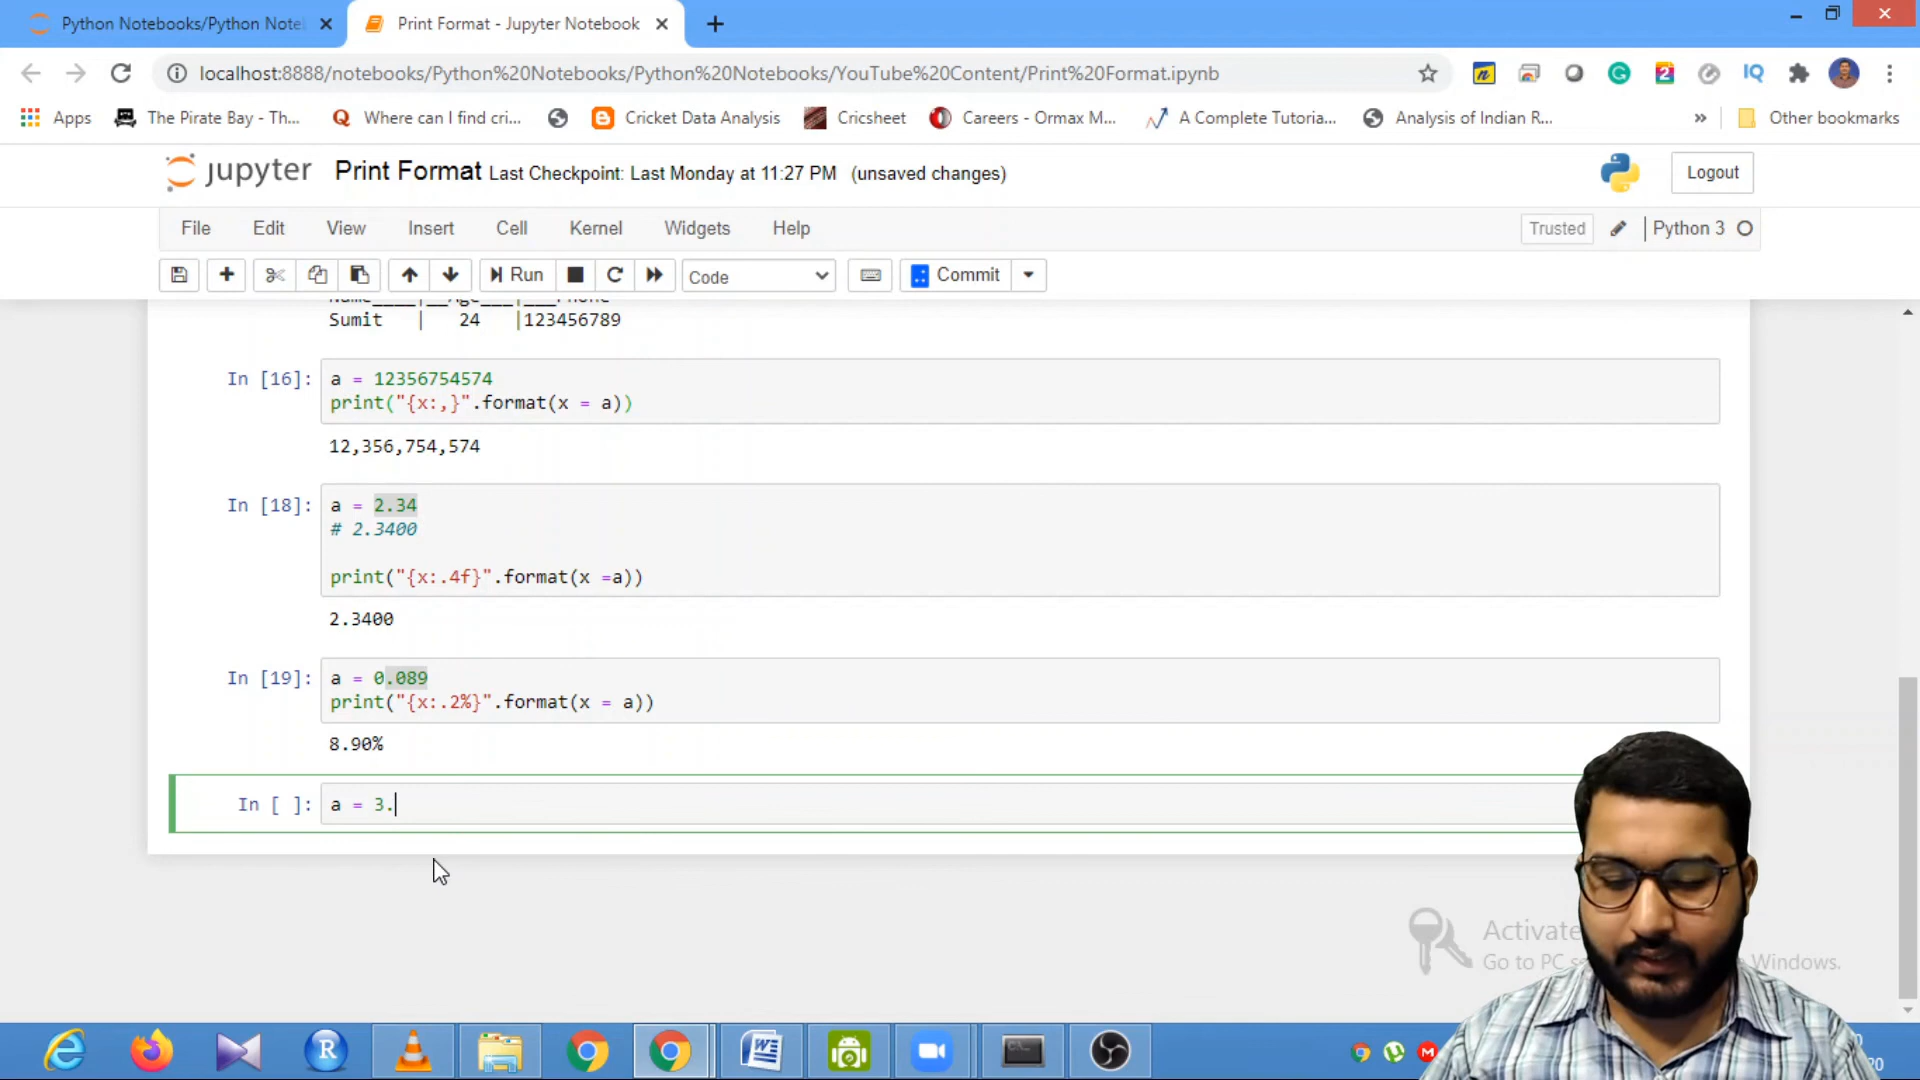 Python Notebooks/Python Note
Print Format - Jupyter Notebook
localhost:8888/notebooks/Python%20Notebooks/Python%20Notebooks/YouTube%20Content/Print%20Format.ipynb
Apps
The Pirate Bay - Th...
Where can I find cri...
Cricket Data Analysis
Cricsheet
Careers - Ormax M...
A Complete Tutoria...
Analysis of Indian R...
»
Other bookmarks
jupyter Print Format Last Checkpoint: Last Monday at 11:27 PM (unsaved changes)
Logout
File Edit View Insert Cell Kernel Widgets Help
Trusted
Python 3
Run
Code
Commit
Sumit | 24 |123456789
In [16]: a = 12356754574
print("{x:,}".format(x = a))
12,356,754,574
In [18]: a = 2.34
# 2.3400
print("{x:.4f}".format(x =a))
2.3400
In [19]: a = 0.089
print("{x:.2%}".format(x = a))
8.90%
In [ ]: a = 3.
Activate
Go to PC s
Windows.